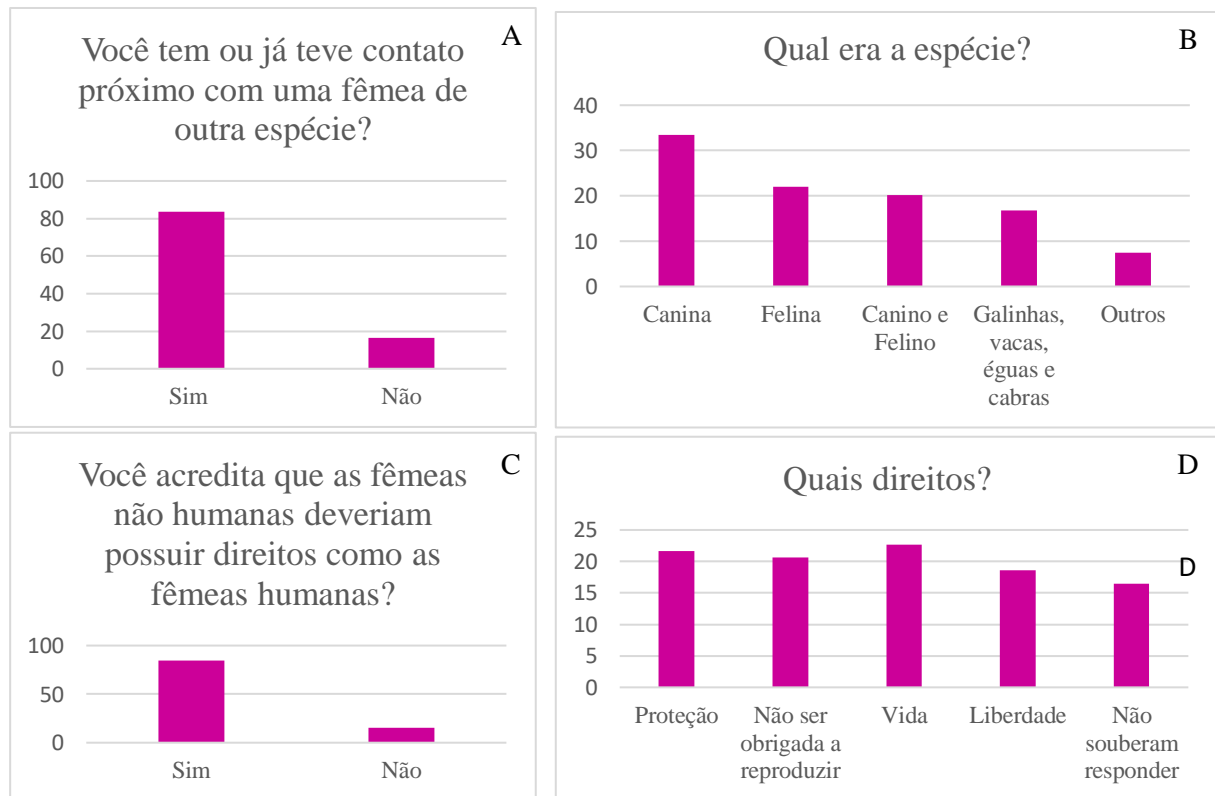 Você tem ou já teve contato
próximo com uma fêmea de
outra espécie?
A
100
80
60
40
20
0
Sim Não
Qual era a espécie?
B
40
30
20
10
0
Canina Felina Canino e Galinhas, Outros
Felino vacas,
éguas e
cabras
Você acredita que as fêmeas
não humanas deveriam
possuir direitos como as
fêmeas humanas?
C
100
50
0
Sim Não
Quais direitos?
D
D
25
20
15
10
5
0
Proteção Não ser Vida Liberdade Não
obrigada a souberam
reproduzir responder